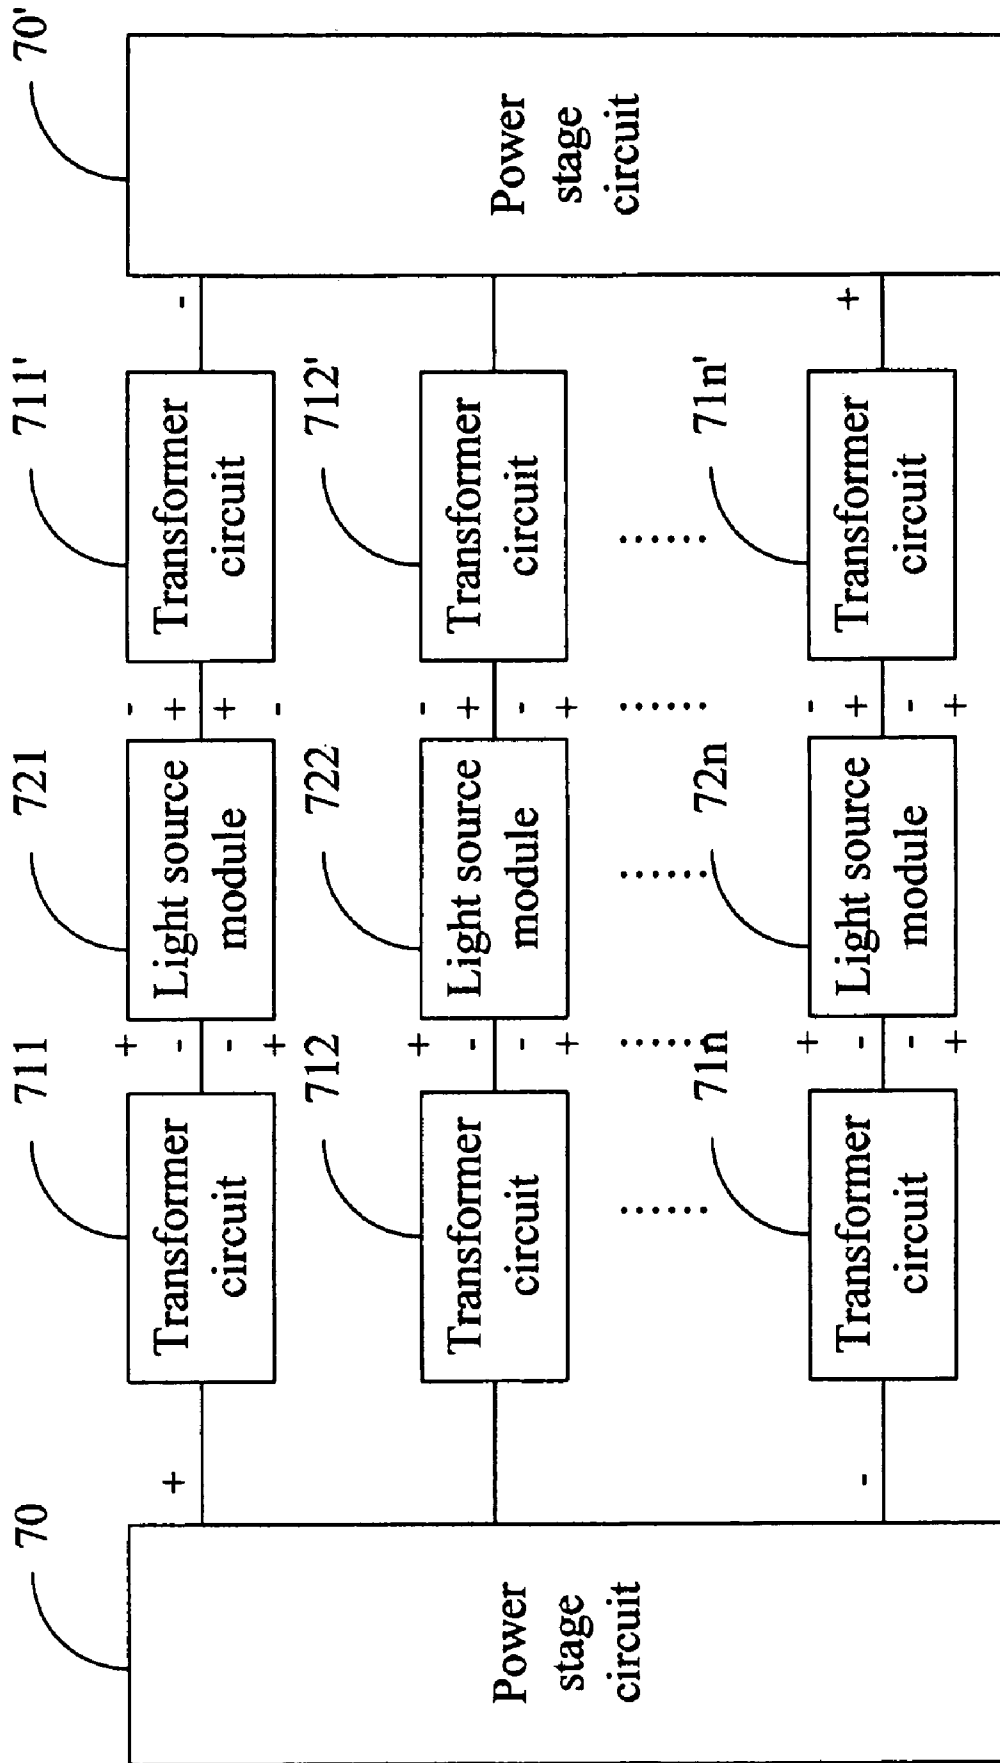 70
711
721
711'
70'
Transformer
circuit
Light source
module
Transformer
circuit
+
+
-
-
+
-
+
+
-
-
712
722
712'
Power
stage
circuit
Transformer
circuit
Light source
module
Transformer
circuit
Power
stage
circuit
+
-
-
+
-
+
-
+
......
......
......
......
......
71n
72n
71n'
Transformer
circuit
Light source
module
Transformer
circuit
-
+
-
-
+
-
+
-
+
+